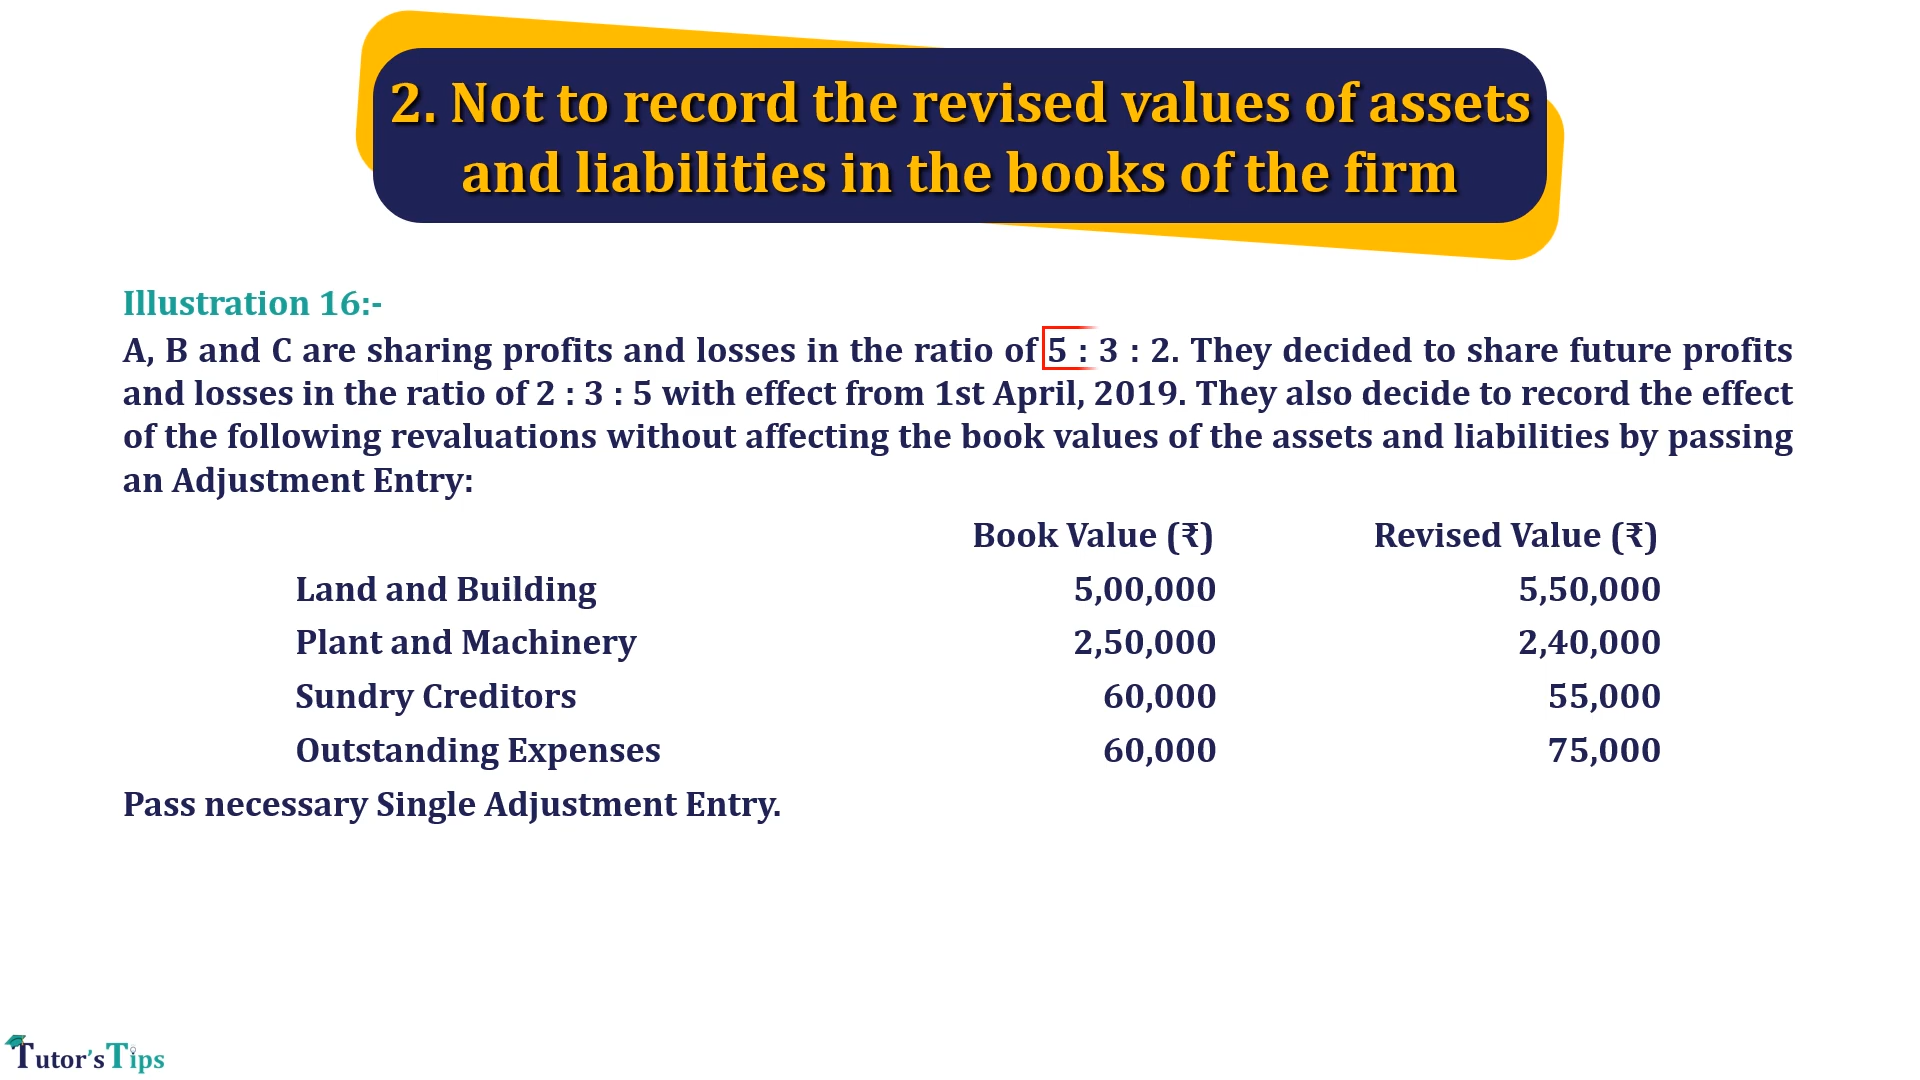 2. Not to record the revised values of assets
and liabilities in the books of the firm
Illustration 16:-
A, B and C are sharing profits and losses in the ratio of 5 : 3 : 2. They decided to share future profits
and losses in the ratio of 2 : 3 : 5 with effect from 1st April, 2019. They also decide to record the effect
of the following revaluations without affecting the book values of the assets and liabilities by passing
an Adjustment Entry:
Book Value (₹) Revised Value (₹)
Land and Building 5,00,000 5,50,000
Plant and Machinery 2,50,000 2,40,000
Sundry Creditors 60,000 55,000
Outstanding Expenses 60,000 75,000
Pass necessary Single Adjustment Entry.
Tutor'sTips